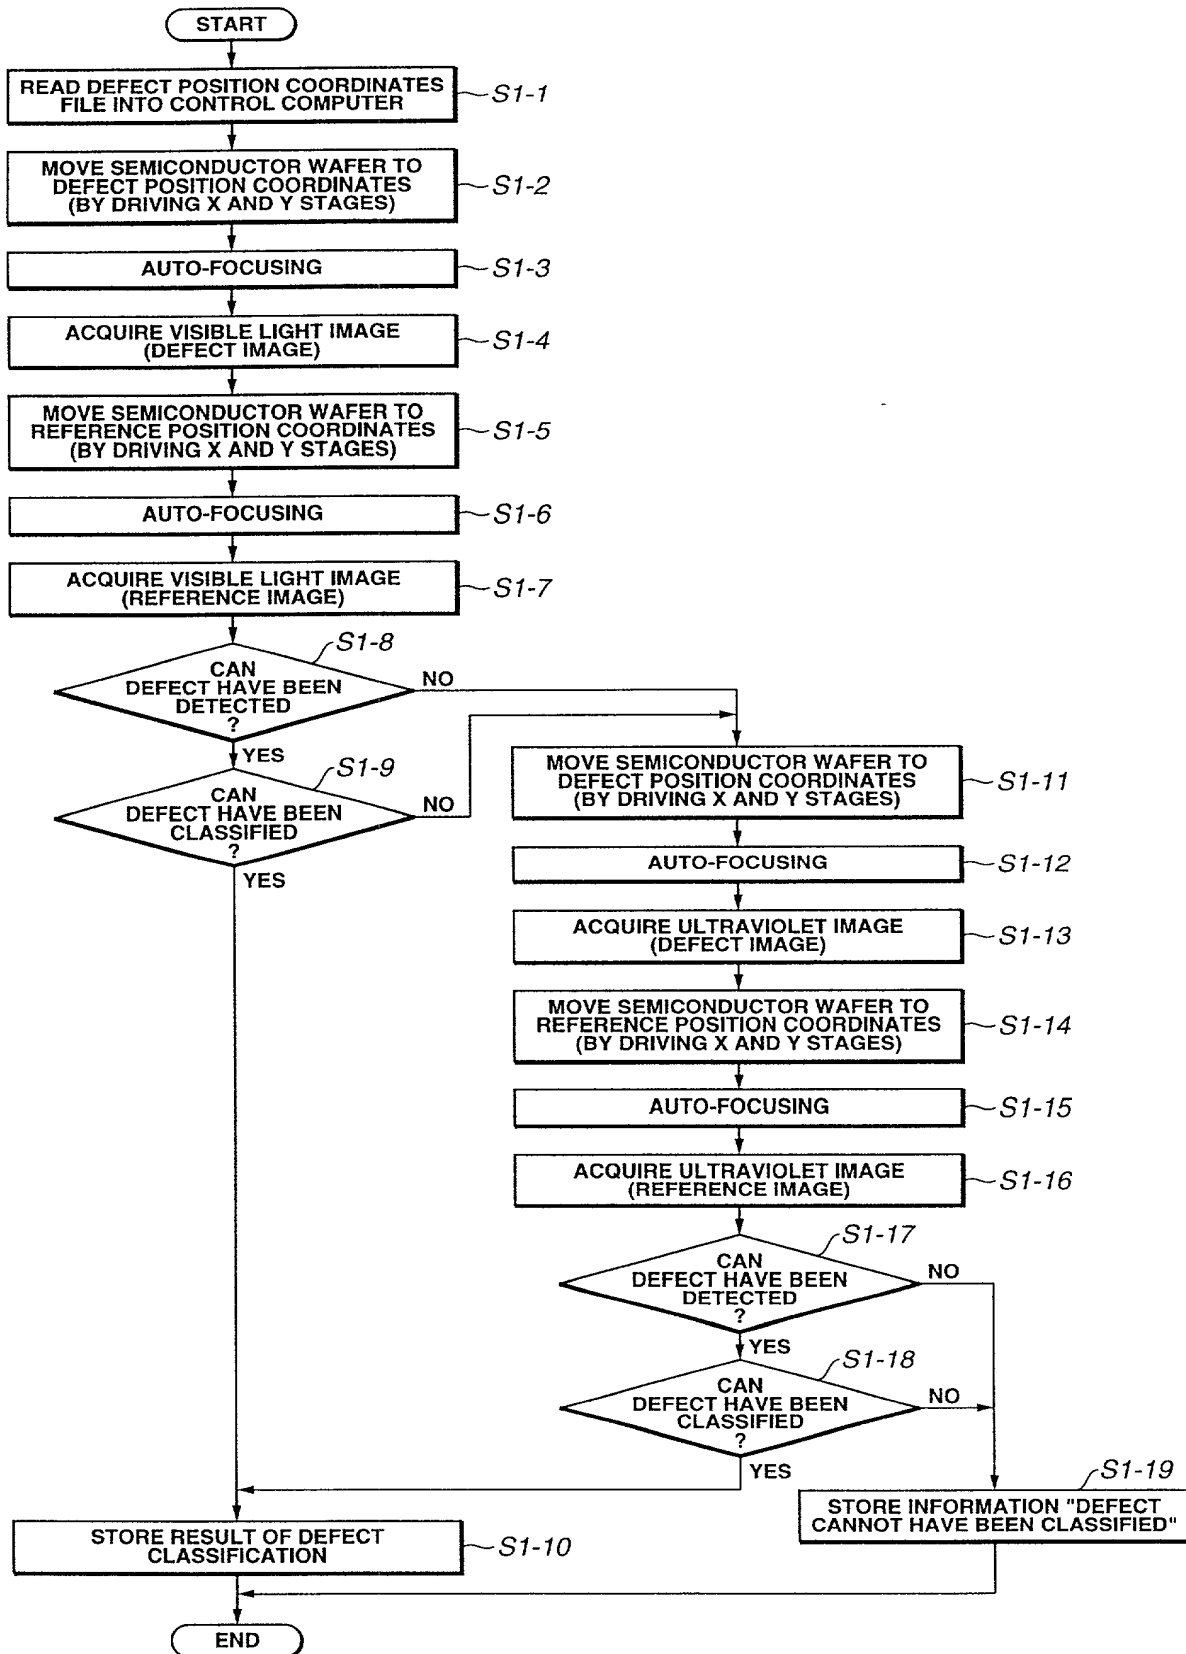 START
READ DEFECT POSITION COORDINATES
FILE INTO CONTROL COMPUTER
S1-1
MOVE SEMICONDUCTOR WAFER TO
DEFECT POSITION COORDINATES
(BY DRIVING X AND Y STAGES)
S1-2
AUTO-FOCUSING
S1-3
ACQUIRE VISIBLE LIGHT IMAGE
(DEFECT IMAGE)
S1-4
MOVE SEMICONDUCTOR WAFER TO
REFERENCE POSITION COORDINATES
(BY DRIVING X AND Y STAGES)
S1-5
AUTO-FOCUSING
S1-6
ACQUIRE VISIBLE LIGHT IMAGE
(REFERENCE IMAGE)
S1-7
S1-8
CAN
DEFECT HAVE BEEN
DETECTED
?
NO
YES
S1-9
CAN
DEFECT HAVE BEEN
CLASSIFIED
?
NO
YES
MOVE SEMICONDUCTOR WAFER TO
DEFECT POSITION COORDINATES
(BY DRIVING X AND Y STAGES)
S1-11
AUTO-FOCUSING
S1-12
ACQUIRE ULTRAVIOLET IMAGE
(DEFECT IMAGE)
S1-13
MOVE SEMICONDUCTOR WAFER TO
REFERENCE POSITION COORDINATES
(BY DRIVING X AND Y STAGES)
S1-14
AUTO-FOCUSING
S1-15
ACQUIRE ULTRAVIOLET IMAGE
(REFERENCE IMAGE)
S1-16
S1-17
CAN
DEFECT HAVE BEEN
DETECTED
?
NO
YES
S1-18
CAN
DEFECT HAVE BEEN
CLASSIFIED
?
NO
YES
S1-19
STORE INFORMATION "DEFECT
CANNOT HAVE BEEN CLASSIFIED"
STORE RESULT OF DEFECT
CLASSIFICATION
S1-10
END